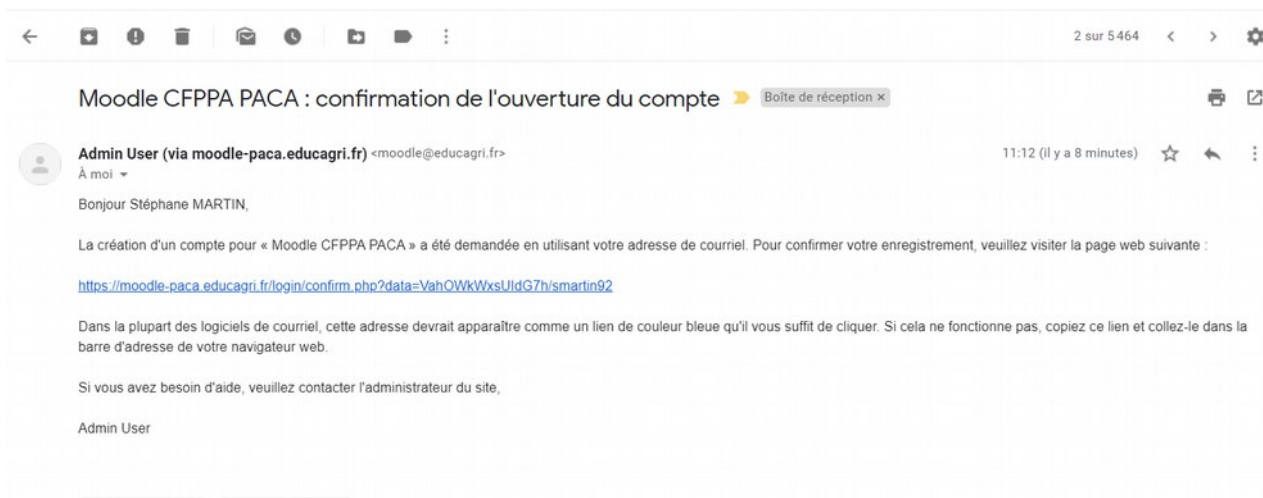 2 sur 5 464
Moodle CFPPA PACA : confirmation de l'ouverture du compte Boîte de réception ×
Admin User (via moodle-paca.educagri.fr) <moodle@educagri.fr> 11:12 (il y a 8 minutes)
À moi
Bonjour Stéphane MARTIN,
La création d'un compte pour « Moodle CFPPA PACA » a été demandée en utilisant votre adresse de courriel. Pour confirmer votre enregistrement, veuillez visiter la page web suivante :
https://moodle-paca.educagri.fr/login/confirm.php?data=VahOWkWxsUIdG7h/smartin92
Dans la plupart des logiciels de courriel, cette adresse devrait apparaître comme un lien de couleur bleue qu'il vous suffit de cliquer. Si cela ne fonctionne pas, copiez ce lien et collez-le dans la
barre d'adresse de votre navigateur web.
Si vous avez besoin d'aide, veuillez contacter l'administrateur du site,
Admin User